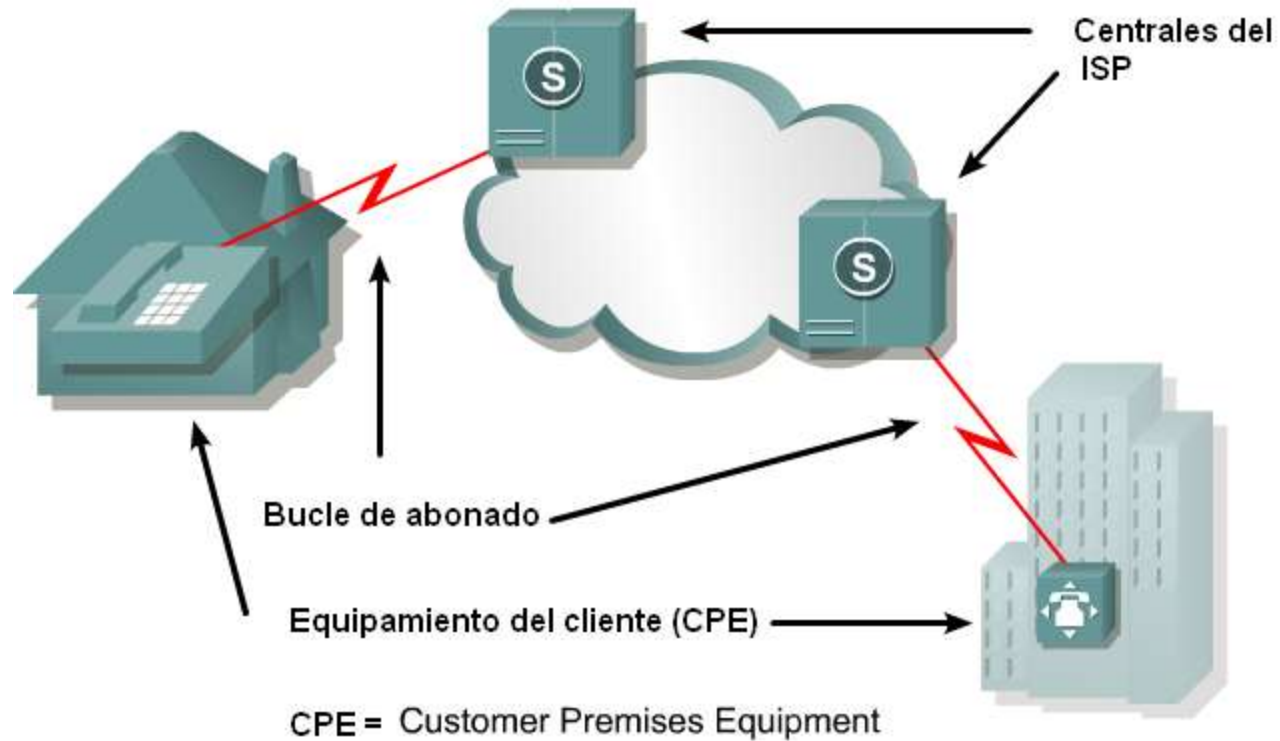 Centrales del
ISP
S
S
Bucle de abonado
Equipamiento del cliente (CPE)
CPE = Customer Premises Equipment